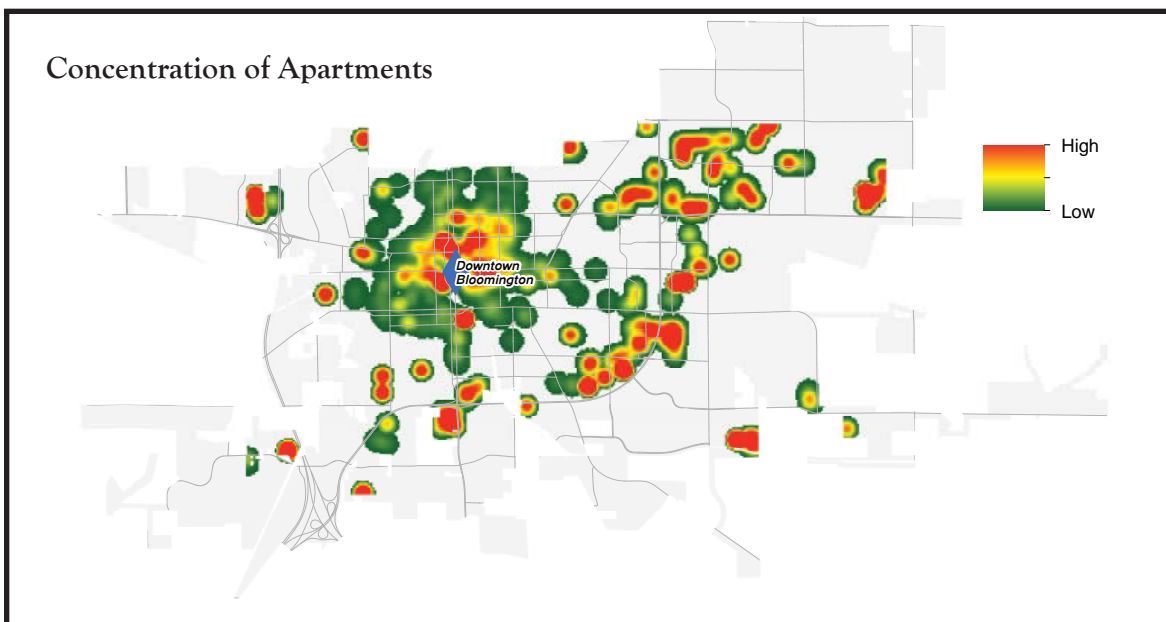 Concentration of Apartments
High
Low
Downtown
Bloomington